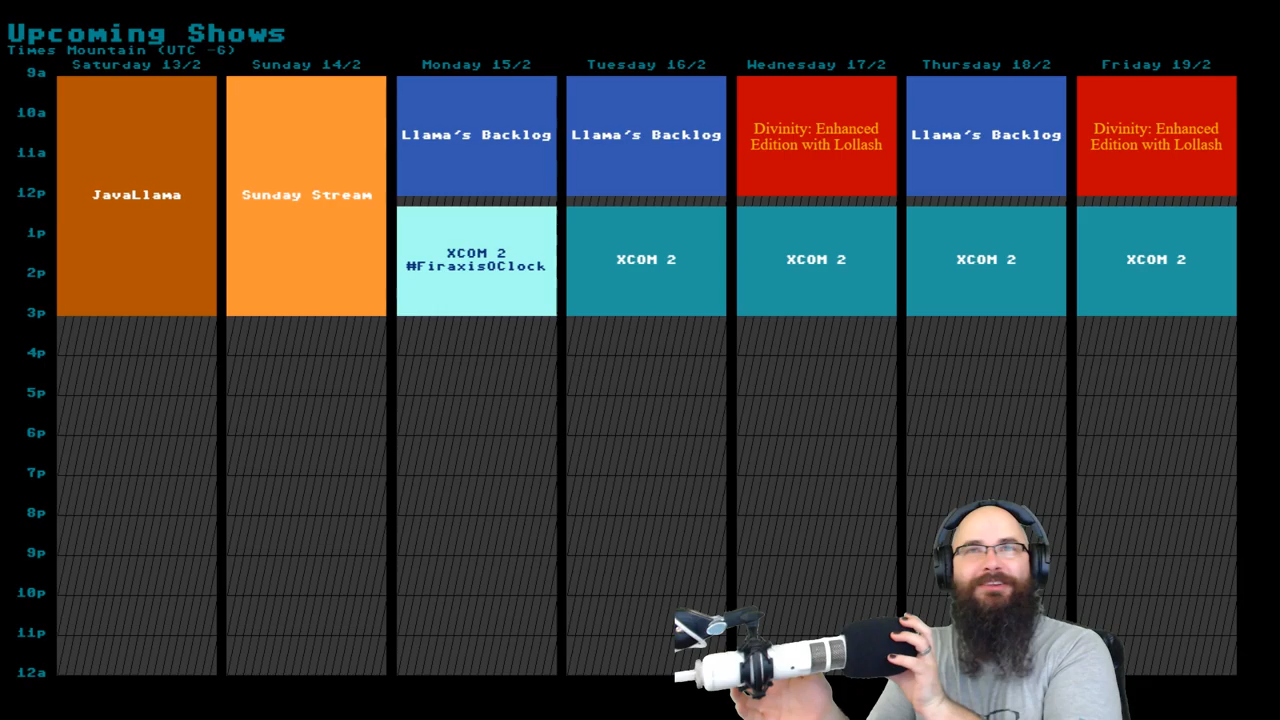 Upcoming Shows
Times Mountain (UTC -6)
Saturday 13/2
Sunday 14/2
Monday 15/2
Tuesday 16/2
Wednesday 17/2
Thursday 18/2
Friday 19/2
9a
10a
11a
12p
1p
2p
3p
4p
5p
6p
7p
8p
9p
10p
11p
12a
JavaLlama
Sunday Stream
Llama's Backlog
XCOM 2
#FiraxisOClock
Llama's Backlog
XCOM 2
Divinity: Enhanced
Edition with Lollash
XCOM 2
Llama's Backlog
XCOM 2
Divinity: Enhanced
Edition with Lollash
XCOM 2